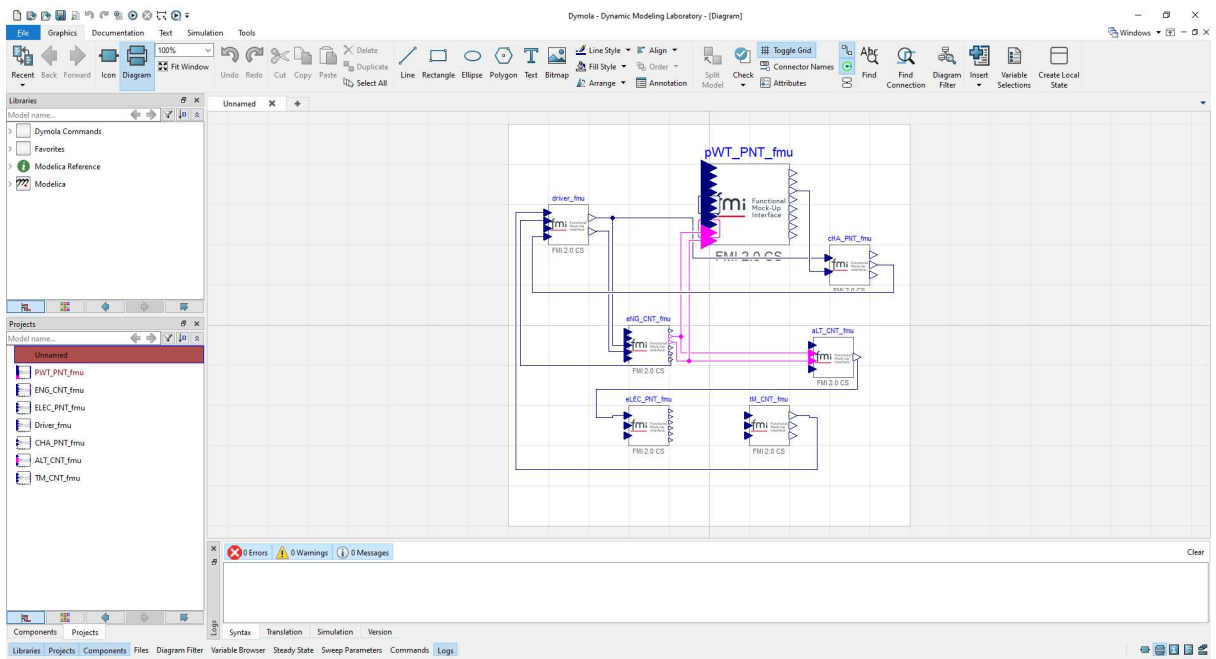 Dymola - Dynamic Modeling Laboratory - [Diagram]
File Graphics Documentation Text Simulation Tools
Windows
100%
Fit Window
Recent Back Forward Icon Diagram
Undo Redo Cut Copy Paste
Delete
Duplicate
Select All
Line Rectangle Ellipse Polygon Text Bitmap
Line Style Align
Fill Style Order
Arrange Annotation
Split Model
Check
Toggle Grid
Connector Names
Attributes
Find
Find Connection
Diagram Filter
Insert
Variable Selections
Create Local State
Libraries
Model name...
Dymola Commands
Favorites
Modelica Reference
Modelica
Projects
Model name...
Unnamed
PWT_PNT_fmu
ENG_CNT_fmu
ELEC_PNT_fmu
Driver_fmu
CHA_PNT_fmu
ALT_CNT_fmu
TM_CNT_fmu
Components Projects
Unnamed
pWT_PNT_fmu
fmi Functional
Mock-Up
Interface
FMI 2.0 CS
driver_fmu
fmi
FMI 2.0 CS
cHA_PNT_fmu
fmi
FMI 2.0 CS
eNG_CNT_fmu
fmi
FMI 2.0 CS
aLT_CNT_fmu
fmi
FMI 2.0 CS
eLEC_PNT_fmu
fmi
FMI 2.0 CS
tM_CNT_fmu
fmi
FMI 2.0 CS
0 Errors 0 Warnings 0 Messages
Clear
Logs
Syntax Translation Simulation Version
Libraries Projects Components Files Diagram Filter Variable Browser Steady State Sweep Parameters Commands Logs